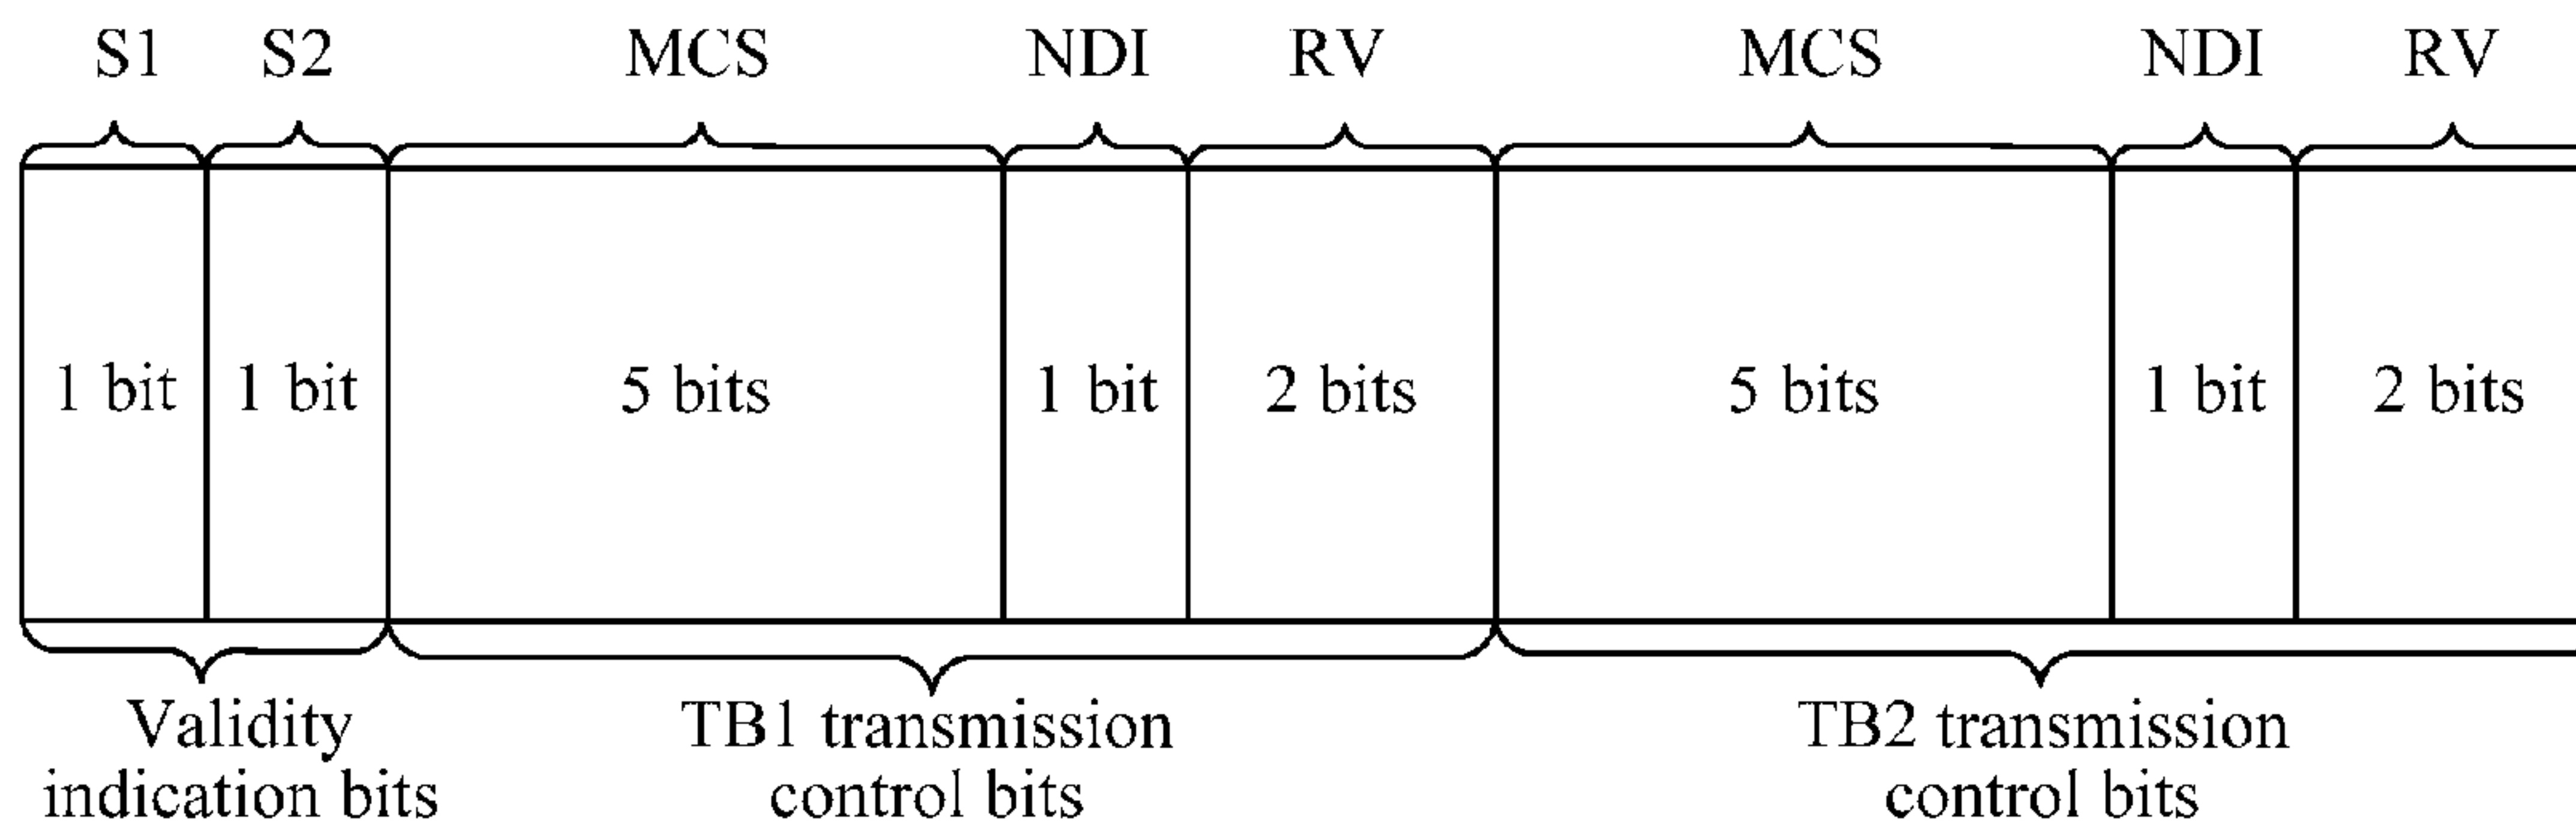 S1 S2 MCS NDI RV MCS NDI RV
1 bit 1 bit 5 bits 1 bit 2 bits 5 bits 1 bit 2 bits
Validity
indication bits
TB1 transmission
control bits
TB2 transmission
control bits